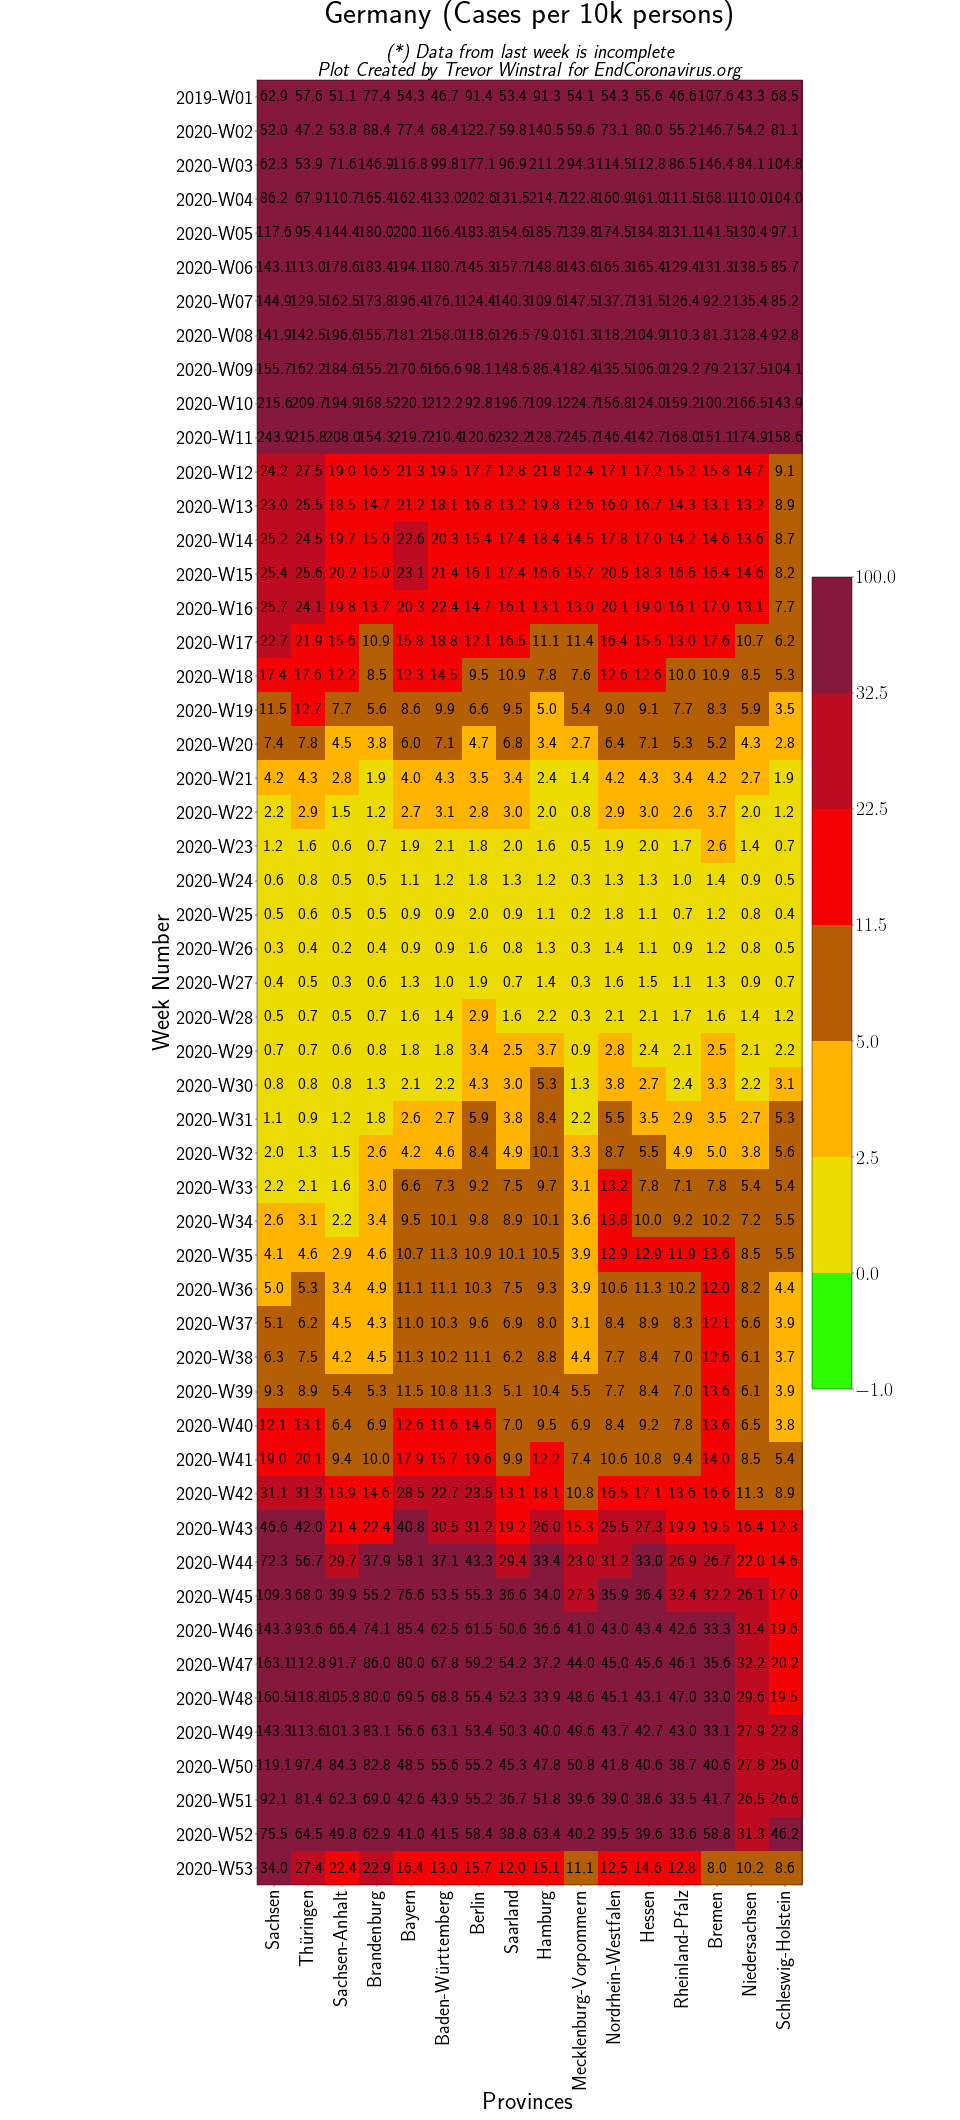 Germany (Cases per 10k persons)
(*) Data from last week is incomplete
Plot Created by Trevor Winstral for EndCoronavirus.org
2019-W01 62.9 57.6 51.1 77.4 54.3 46.7 91.4 53.4 91.3 54.1 54.3 55.6 46.6 107.6 43.3 68.5
2020-W02 52.0 47.2 53.8 88.4 77.4 68.4 122.7 59.8 140.5 59.6 73.1 80.0 55.2 146.7 54.2 81.1
2020-W03 62.3 53.9 71.6 146.9 116.8 99.8 177.1 96.9 211.2 94.3 114.5 112.8 86.5 146.4 84.1 104.8
2020-W04 86.2 67.9 110.7 165.4 162.4 133.0 202.6 131.5 214.7 122.8 160.9 161.0 111.5 168.1 110.0 104.0
2020-W05 117.6 95.4 144.4 180.0 200.1 166.4 183.8 154.6 185.7 139.8 174.5 184.8 131.1 141.5 130.4 97.1
2020-W06 143.1 113.0 178.6 183.4 194.1 180.7 145.3 157.7 148.8 143.6 165.3 165.4 129.4 131.3 138.5 85.7
2020-W07 144.9 129.5 162.5 173.8 196.4 176.1 124.4 140.3 109.6 147.5 137.7 131.5 126.4 92.2 135.4 85.2
2020-W08 141.9 142.5 196.6 155.7 181.2 158.0 118.6 126.5 79.0 161.3 118.2 104.9 110.3 81.3 128.4 92.8
2020-W09 155.7 162.2 184.6 155.2 170.6 166.6 98.1 148.6 86.4 182.4 135.5 106.0 129.2 79.2 137.5 104.1
2020-W10 215.6 209.7 194.9 168.5 220.1 212.2 92.8 196.7 109.1 224.7 156.8 124.0 159.2 100.2 166.5 143.9
2020-W11 243.9 215.8 208.0 154.3 219.7 210.4 120.6 232.2 128.7 245.7 146.4 142.7 168.0 151.1 174.9 158.6
2020-W12 24.2 27.5 19.0 16.5 21.3 19.5 17.7 12.8 21.8 12.4 17.1 17.2 15.2 15.8 14.7 9.1
2020-W13 23.0 25.5 18.5 14.7 21.2 18.1 16.8 13.2 19.8 12.6 16.0 16.7 14.3 13.1 13.2 8.9
2020-W14 25.2 24.5 19.7 15.0 22.6 20.3 15.4 17.4 18.4 14.5 17.8 17.0 14.2 14.6 13.6 8.7
2020-W15 25.4 25.6 20.2 15.0 23.1 21.4 16.1 17.4 16.6 15.7 20.5 18.3 16.6 16.4 14.6 8.2
2020-W16 25.7 24.1 19.8 13.7 20.3 22.4 14.7 16.1 13.1 13.0 20.1 19.0 16.1 17.0 13.1 7.7
2020-W17 22.7 21.9 15.6 10.9 15.8 18.8 12.1 16.5 11.1 11.4 16.4 15.5 13.0 17.6 10.7 6.2
2020-W18 17.4 17.6 12.2 8.5 12.3 14.5 9.5 10.9 7.8 7.6 12.6 12.6 10.0 10.9 8.5 5.3
2020-W19 11.5 12.7 7.7 5.6 8.6 9.9 6.6 9.5 5.0 5.4 9.0 9.1 7.7 8.3 5.9 3.5
2020-W20 7.4 7.8 4.5 3.8 6.0 7.1 4.7 6.8 3.4 2.7 6.4 7.1 5.3 5.2 4.3 2.8
2020-W21 4.2 4.3 2.8 1.9 4.0 4.3 3.5 3.4 2.4 1.4 4.2 4.3 3.4 4.2 2.7 1.9
2020-W22 2.2 2.9 1.5 1.2 2.7 3.1 2.8 3.0 2.0 0.8 2.9 3.0 2.6 3.7 2.0 1.2
2020-W23 1.2 1.6 0.6 0.7 1.9 2.1 1.8 2.0 1.6 0.5 1.9 2.0 1.7 2.6 1.4 0.7
2020-W24 0.6 0.8 0.5 0.5 1.1 1.2 1.8 1.3 1.2 0.3 1.3 1.3 1.0 1.4 0.9 0.5
2020-W25 0.5 0.6 0.5 0.5 0.9 0.9 2.0 0.9 1.1 0.2 1.8 1.1 0.7 1.2 0.8 0.4
2020-W26 0.3 0.4 0.2 0.4 0.9 0.9 1.6 0.8 1.3 0.3 1.4 1.1 0.9 1.2 0.8 0.5
2020-W27 0.4 0.5 0.3 0.6 1.3 1.0 1.9 0.7 1.4 0.3 1.6 1.5 1.1 1.3 0.9 0.7
2020-W28 0.5 0.7 0.5 0.7 1.6 1.4 2.9 1.6 2.2 0.3 2.1 2.1 1.7 1.6 1.4 1.2
2020-W29 0.7 0.7 0.6 0.8 1.8 1.8 3.4 2.5 3.7 0.9 2.8 2.4 2.1 2.5 2.1 2.2
2020-W30 0.8 0.8 0.8 1.3 2.1 2.2 4.3 3.0 5.3 1.3 3.8 2.7 2.4 3.3 2.2 3.1
2020-W31 1.1 0.9 1.2 1.8 2.6 2.7 5.9 3.8 8.4 2.2 5.5 3.5 2.9 3.5 2.7 5.3
2020-W32 2.0 1.3 1.5 2.6 4.2 4.6 8.4 4.9 10.1 3.3 8.7 5.5 4.9 5.0 3.8 5.6
2020-W33 2.2 2.1 1.6 3.0 6.6 7.3 9.2 7.5 9.7 3.1 13.2 7.8 7.1 7.8 5.4 5.4
2020-W34 2.6 3.1 2.2 3.4 9.5 10.1 9.8 8.9 10.1 3.6 13.8 10.0 9.2 10.2 7.2 5.5
2020-W35 4.1 4.6 2.9 4.6 10.7 11.3 10.9 10.1 10.5 3.9 12.9 12.9 11.9 13.6 8.5 5.5
2020-W36 5.0 5.3 3.4 4.9 11.1 11.1 10.3 7.5 9.3 3.9 10.6 11.3 10.2 12.0 8.2 4.4
2020-W37 5.1 6.2 4.5 4.3 11.0 10.3 9.6 6.9 8.0 3.1 8.4 8.9 8.3 12.1 6.6 3.9
2020-W38 6.3 7.5 4.2 4.5 11.3 10.2 11.1 6.2 8.8 4.4 7.7 8.4 7.0 12.6 6.1 3.7
2020-W39 9.3 8.9 5.4 5.3 11.5 10.8 11.3 5.1 10.4 5.5 7.7 8.4 7.0 13.6 6.1 3.9
2020-W40 12.1 13.1 6.4 6.9 12.6 11.6 14.6 7.0 9.5 6.9 8.4 9.2 7.8 13.6 6.5 3.8
2020-W41 19.0 20.1 9.4 10.0 17.9 15.7 19.6 9.9 12.2 7.4 10.6 10.8 9.4 14.0 8.5 5.4
2020-W42 31.1 31.3 13.9 14.6 28.5 22.7 23.5 13.1 18.1 10.8 16.5 17.1 13.6 16.6 11.3 8.9
2020-W43 46.6 42.0 21.4 22.4 40.8 30.5 31.2 19.2 26.0 15.3 25.5 27.3 19.9 19.5 16.4 12.3
2020-W44 72.3 56.7 29.7 37.9 58.1 37.1 43.3 29.4 33.4 23.0 31.2 33.0 26.9 26.7 22.0 14.6
2020-W45 109.3 68.0 39.9 55.2 76.6 53.5 55.3 36.6 34.0 27.3 35.9 36.4 32.4 32.2 26.1 17.0
2020-W46 143.3 93.6 66.4 74.1 85.4 62.5 61.5 50.6 36.6 41.0 43.0 43.4 42.6 33.3 31.4 19.6
2020-W47 163.1 112.8 91.7 86.0 80.0 67.8 59.2 54.2 37.2 44.0 45.0 45.6 46.1 35.6 32.2 20.2
2020-W48 160.5 118.8 105.8 80.0 69.5 68.8 55.4 52.3 33.9 48.6 45.1 43.1 47.0 33.0 29.6 19.5
2020-W49 143.3 113.6 101.3 83.1 56.6 63.1 53.4 50.3 40.0 49.6 43.7 42.7 43.0 33.1 27.9 22.8
2020-W50 119.1 97.4 84.3 82.8 48.5 55.6 55.2 45.3 47.8 50.8 41.8 40.6 38.7 40.6 27.8 25.0
2020-W51 92.1 81.4 62.3 69.0 42.6 43.9 55.2 36.7 51.8 39.6 39.0 38.6 33.5 41.7 26.5 26.6
2020-W52 75.5 64.5 49.8 62.9 41.0 41.5 58.4 38.8 63.4 40.2 39.5 39.6 33.6 58.8 31.3 46.2
2020-W53 34.0 27.4 22.4 22.9 16.4 13.0 15.7 12.0 15.1 11.1 12.5 14.6 12.8 8.0 10.2 8.6
Week Number
Sachsen
Thüringen
Sachsen-Anhalt
Brandenburg
Bayern
Baden-Württemberg
Berlin
Saarland
Hamburg
Mecklenburg-Vorpommern
Nordrhein-Westfalen
Hessen
Rheinland-Pfalz
Bremen
Niedersachsen
Schleswig-Holstein
Provinces
100.0
32.5
22.5
11.5
5.0
2.5
0.0
−1.0